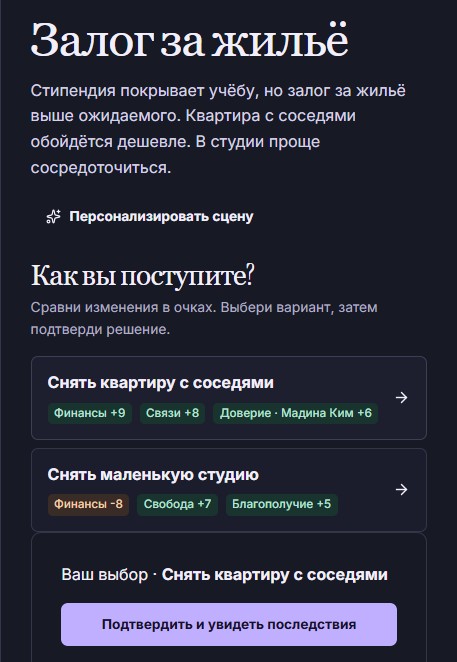 Залог за жильё
Стипендия покрывает учёбу, но залог за жильё
выше ожидаемого. Квартира с соседями
обойдётся дешевле. В студии проще
сосредоточиться.
Персонализировать сцену
Как вы поступите?
Сравни изменения в очках. Выбери вариант, затем
подтверди решение.
Снять квартиру с соседями
Финансы +9 Связи +8 Доверие · Мадина Ким +6
Снять маленькую студию
Финансы -8 Свобода +7 Благополучие +5
Ваш выбор · Снять квартиру с соседями
Подтвердить и увидеть последствия